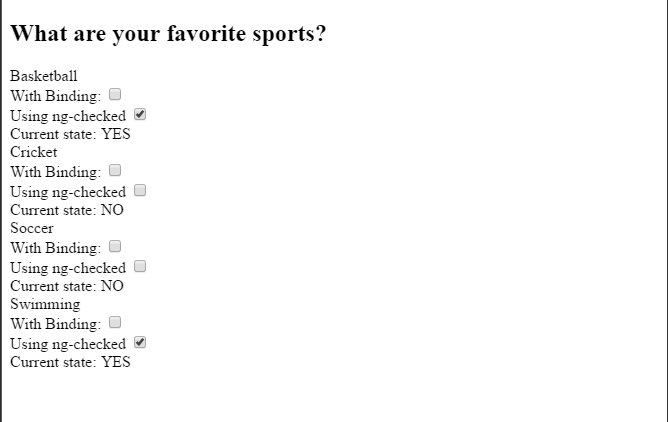 What are your favorite sports?
Basketball
With Binding:
Using ng-checked
Current state: YES
Cricket
With Binding:
Using ng-checked
Current state: NO
Soccer
With Binding:
Using ng-checked
Current state: NO
Swimming
With Binding:
Using ng-checked
Current state: YES